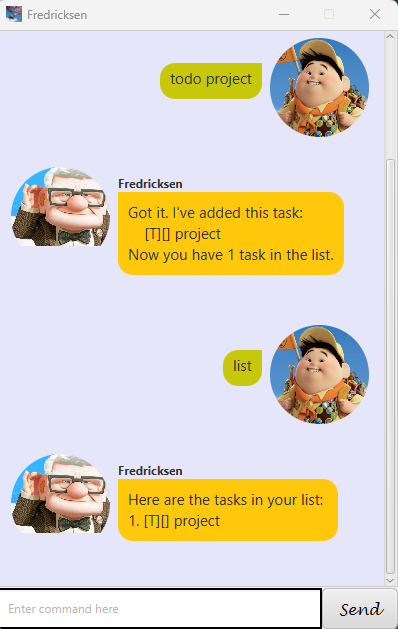 Fredricksen
todo project
Fredricksen
Got it. I've added this task:
[T][] project
Now you have 1 task in the list.
list
Fredricksen
Here are the tasks in your list:
1. [T][] project
Enter command here
Send